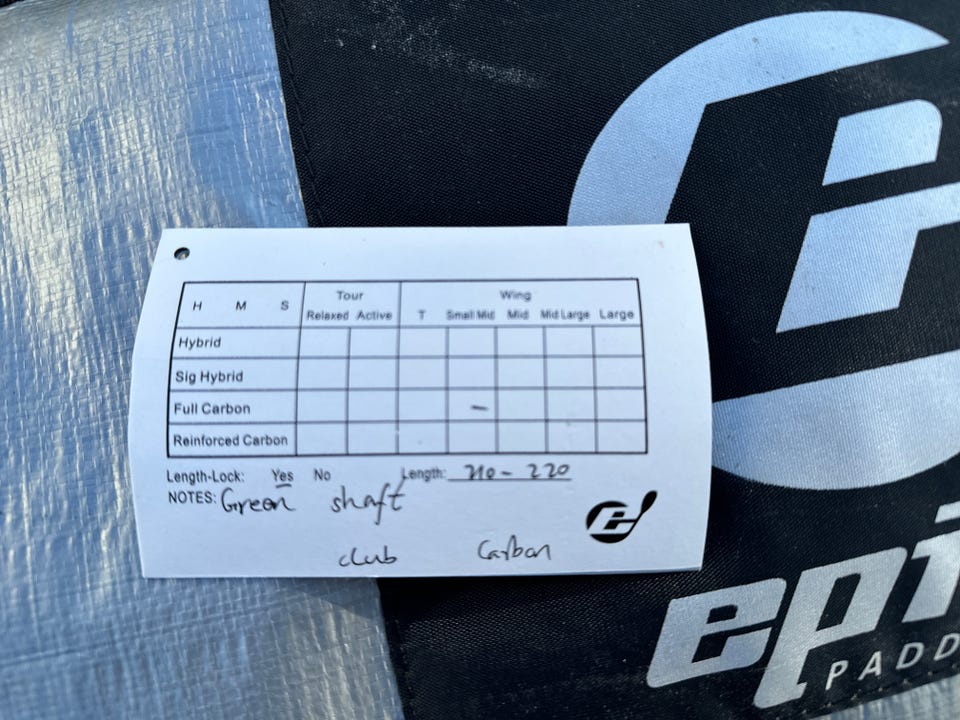 Tour Wing
H M S Relaxed Active T Small Mid Mid Mid Large Large
Hybrid
Sig Hybrid
Full Carbon –
Reinforced Carbon
Length-Lock: Yes No Length: 210 - 220
NOTES: Green shaft
club Carbon
epi
PADD